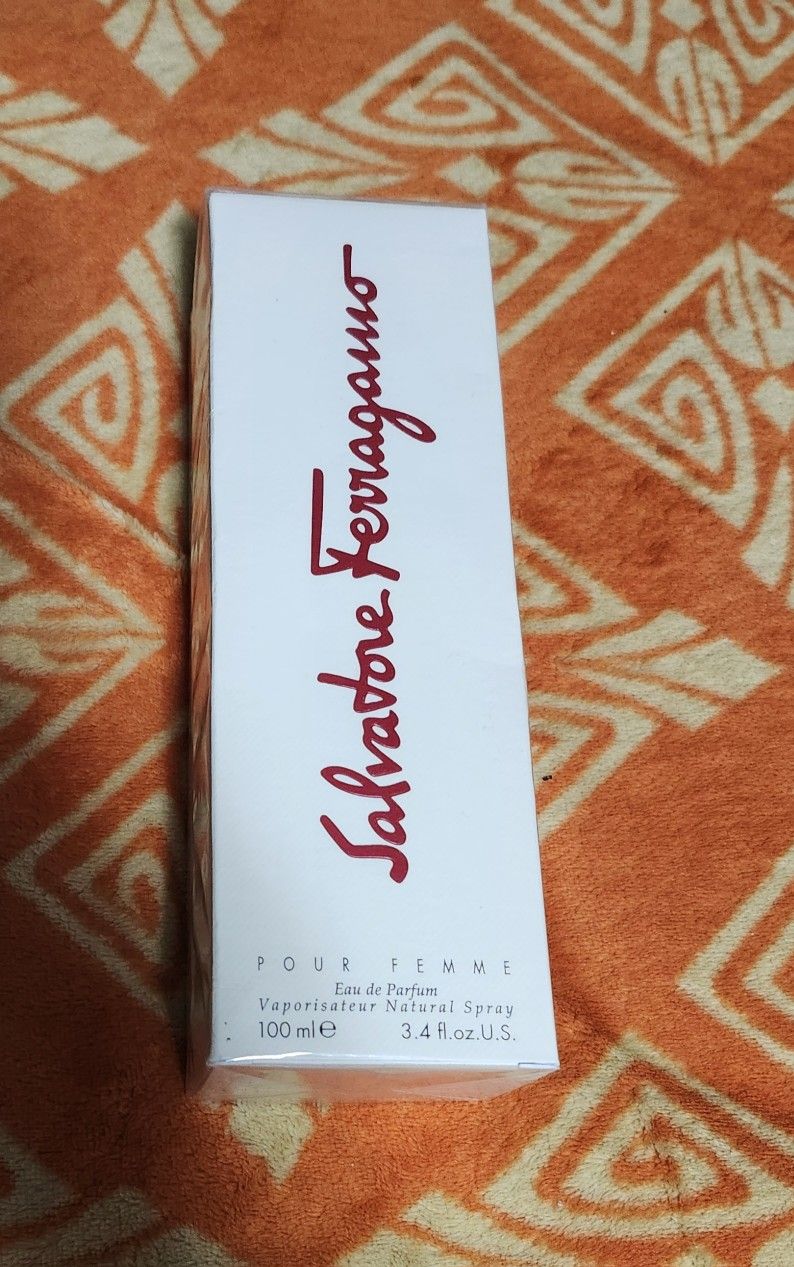 Salvatore Ferragamo
POUR FEMME
Eau de Parfum
Vaporisateur Natural Spray
100 ml ℮ 3.4 fl.oz.U.S.